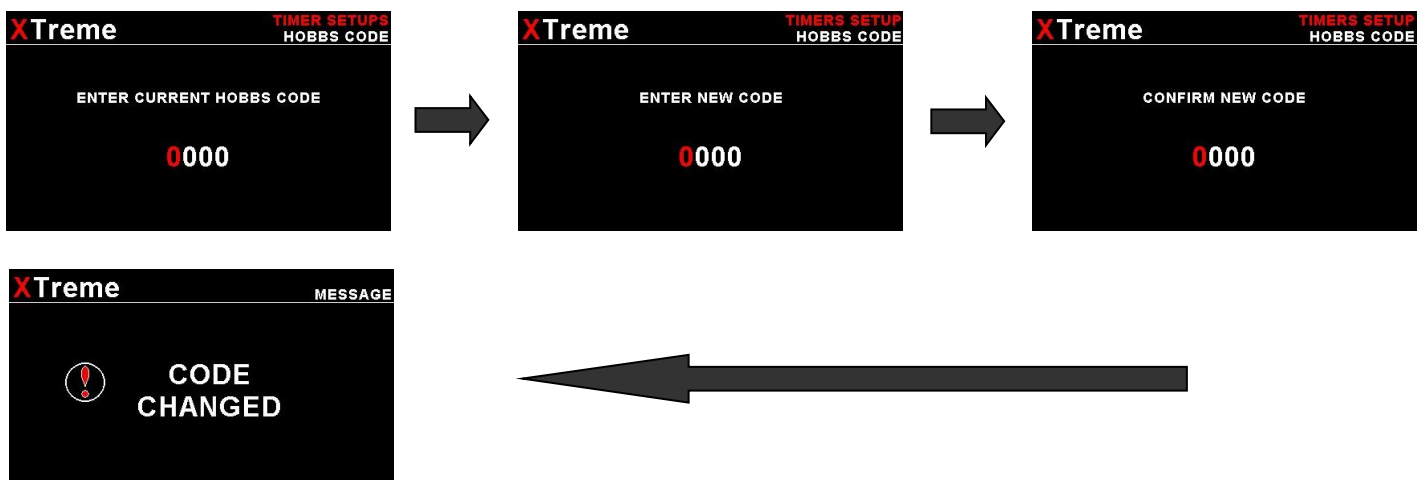 XTreme
TIMER SETUPS
HOBBS CODE
ENTER CURRENT HOBBS CODE
0000
XTreme
TIMERS SETUP
HOBBS CODE
ENTER NEW CODE
0000
XTreme
TIMERS SETUP
HOBBS CODE
CONFIRM NEW CODE
0000
XTreme
MESSAGE
!
CODE
CHANGED